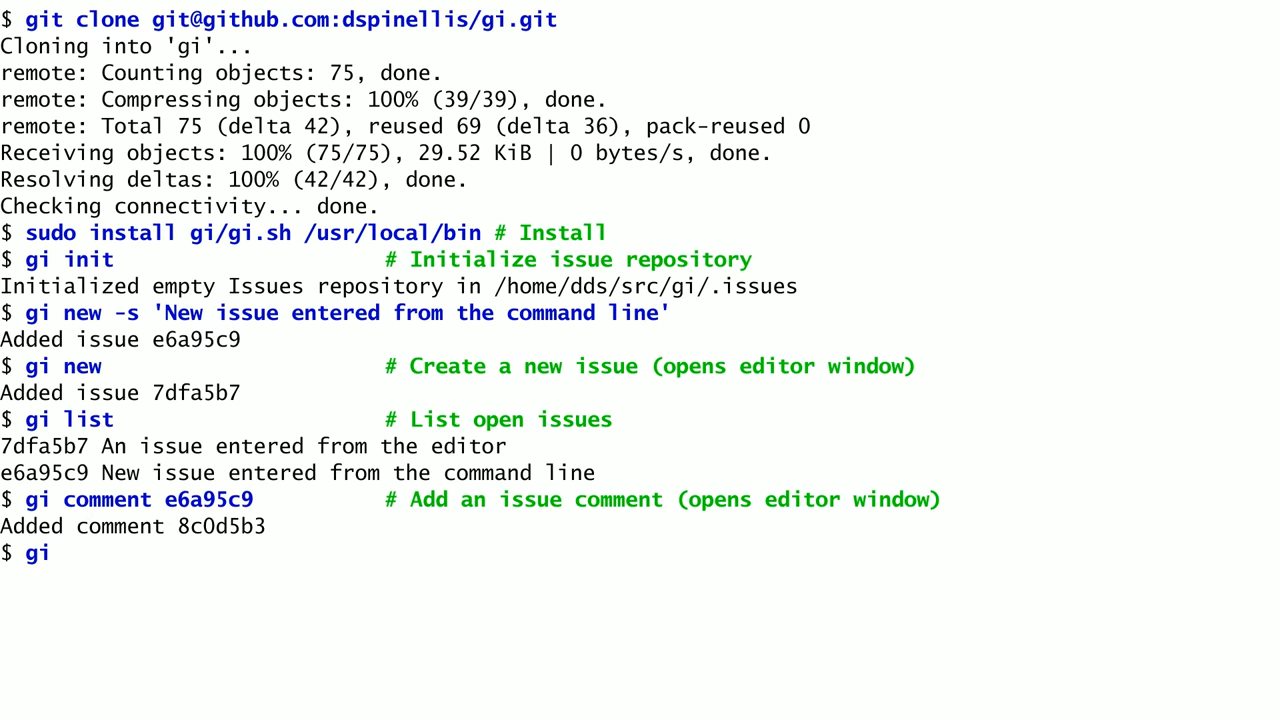 $ git clone git@github.com:dspinellis/gi.git
Cloning into 'gi'...
remote: Counting objects: 75, done.
remote: Compressing objects: 100% (39/39), done.
remote: Total 75 (delta 42), reused 69 (delta 36), pack-reused 0
Receiving objects: 100% (75/75), 29.52 KiB | 0 bytes/s, done.
Resolving deltas: 100% (42/42), done.
Checking connectivity... done.
$ sudo install gi/gi.sh /usr/local/bin # Install
$ gi init # Initialize issue repository
Initialized empty Issues repository in /home/dds/src/gi/.issues
$ gi new -s 'New issue entered from the command line'
Added issue e6a95c9
$ gi new # Create a new issue (opens editor window)
Added issue 7dfa5b7
$ gi list # List open issues
7dfa5b7 An issue entered from the editor
e6a95c9 New issue entered from the command line
$ gi comment e6a95c9 # Add an issue comment (opens editor window)
Added comment 8c0d5b3
$ gi